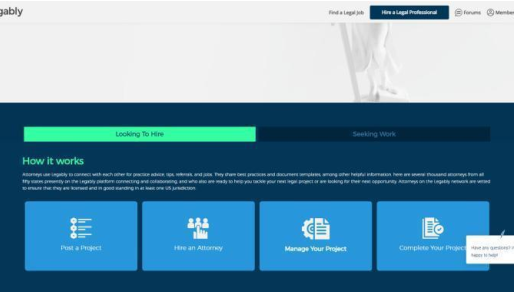 gably
Find a Legal Job
Hire a Legal Professional
Forums
Member
Looking To Hire
Seeking Work
How it works
Attorneys use Legably to connect with each other for practice advice, tips, referrals, and jobs. They share best practices and document templates, among other helpful information. There are several thousand attorneys from all
fifty states presently on the Legably platform connecting and collaborating, and who also are ready to help you tackle your next legal project or are looking for their next opportunity. Attorneys on the Legably network are vetted
to ensure that they are licensed and in good standing in at least one US jurisdiction.
Post a Project
Hire an Attorney
Manage Your Project
Complete Your Project
Have any questions?
happy to help!